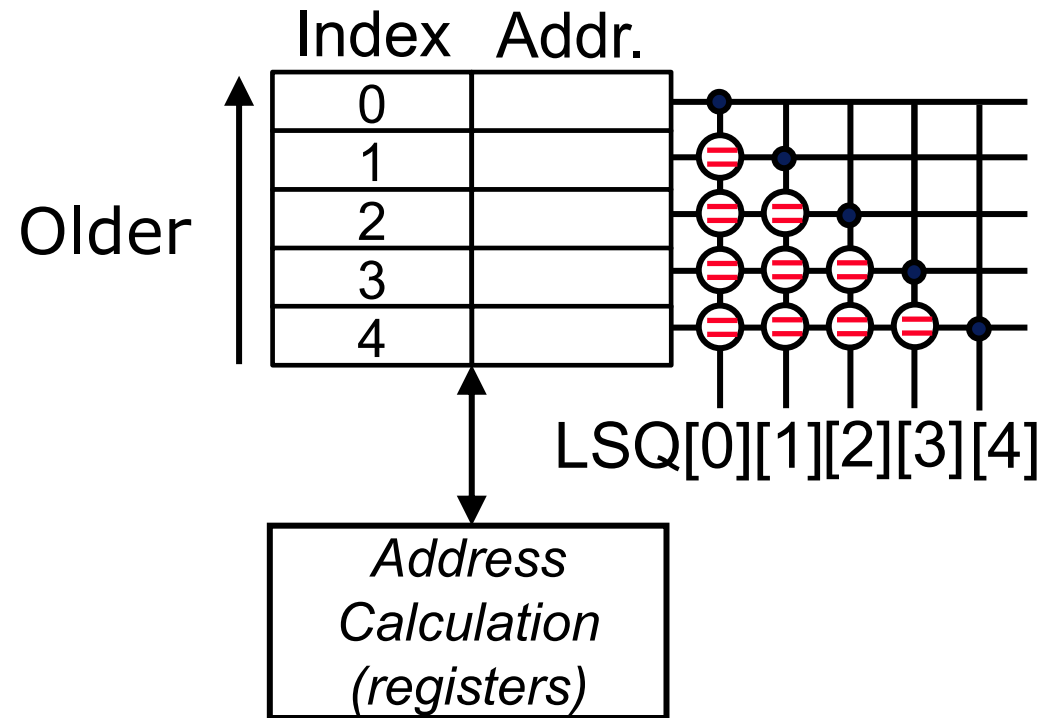 Index Addr.
0
1
2
3
4
Older
LSQ[0][1][2][3][4]
Address
Calculation
(registers)